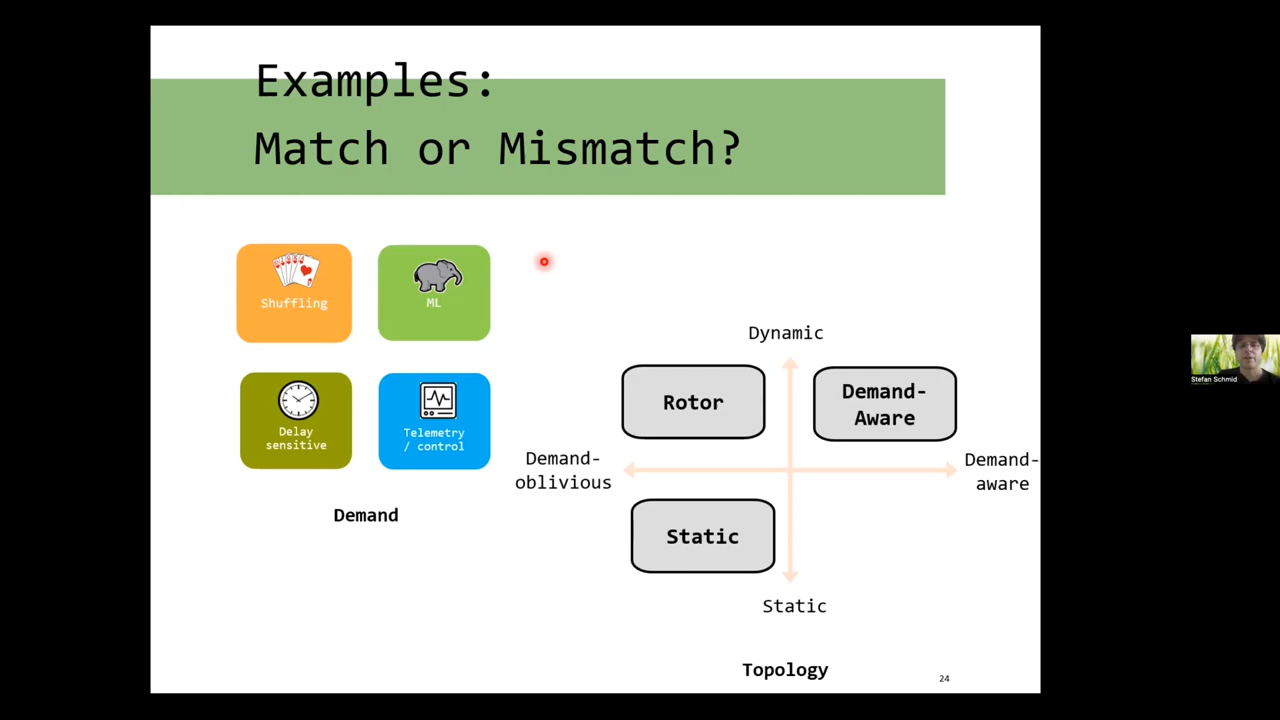 Examples:
Match or Mismatch?
Shuffling
ML
Delay
sensitive
Telemetry
/ control
Demand
Dynamic
Rotor
Demand-
Aware
Demand-
oblivious
Demand-
aware
Static
Static
Topology
24
Stefan Schmid